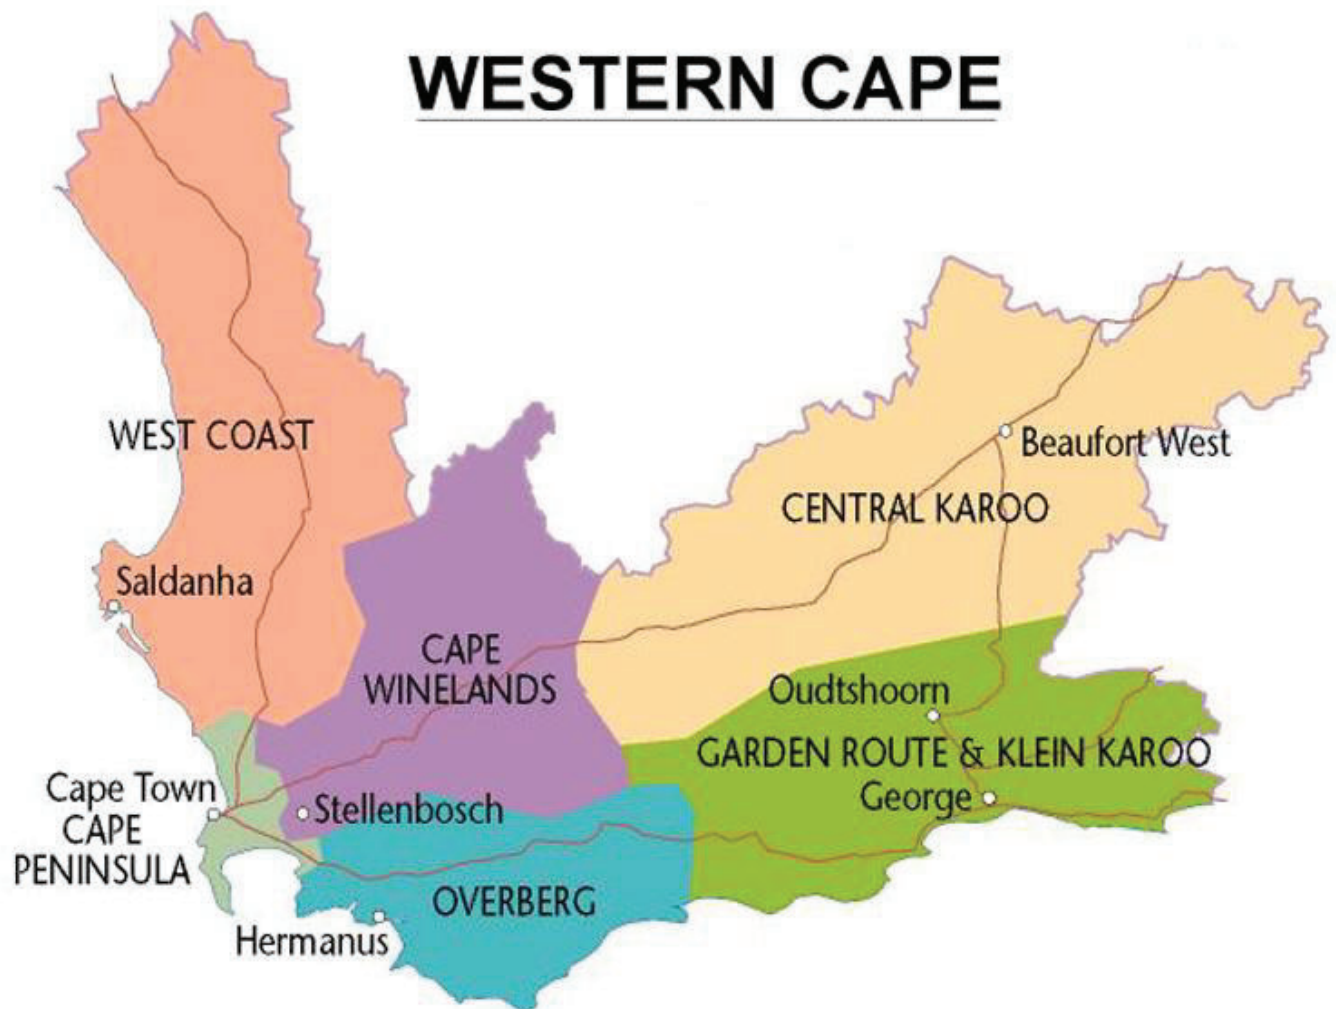 WESTERN CAPE
WEST COAST
Beaufort West
CENTRAL KAROO
Saldanha
CAPE
WINELANDS
Oudtshoorn
GARDEN ROUTE & KLEIN KAROO
George
Cape Town
CAPE
PENINSULA
Stellenbosch
OVERBERG
Hermanus